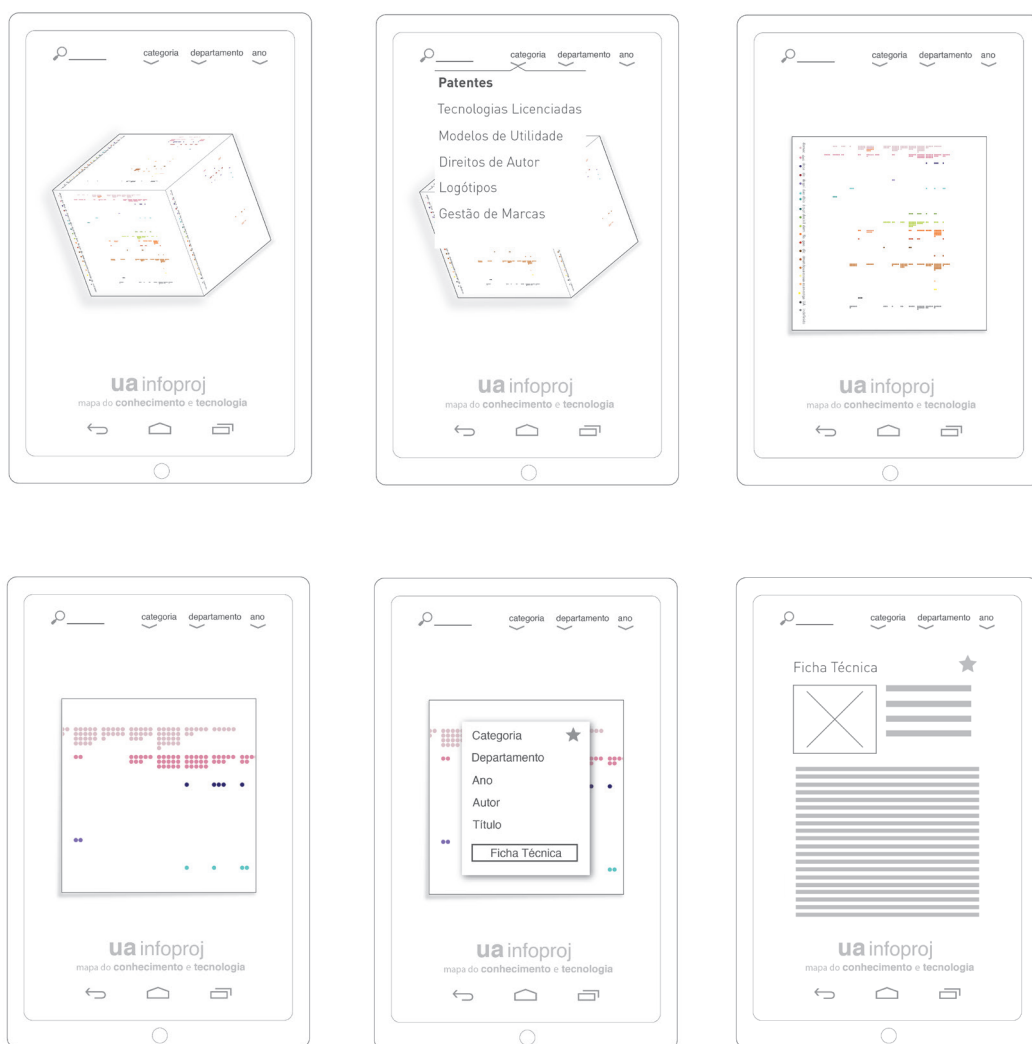 categoria departamento ano
ua infoproj
mapa do conhecimento e tecnologia
categoria departamento ano
Patentes
Tecnologias Licenciadas
Modelos de Utilidade
Direitos de Autor
Logótipos
Gestão de Marcas
ua infoproj
mapa do conhecimento e tecnologia
categoria departamento ano
ua infoproj
mapa do conhecimento e tecnologia
categoria departamento ano
ua infoproj
mapa do conhecimento e tecnologia
categoria departamento ano
Categoria
Departamento
Ano
Autor
Título
Ficha Técnica
ua infoproj
mapa do conhecimento e tecnologia
categoria departamento ano
Ficha Técnica
ua infoproj
mapa do conhecimento e tecnologia